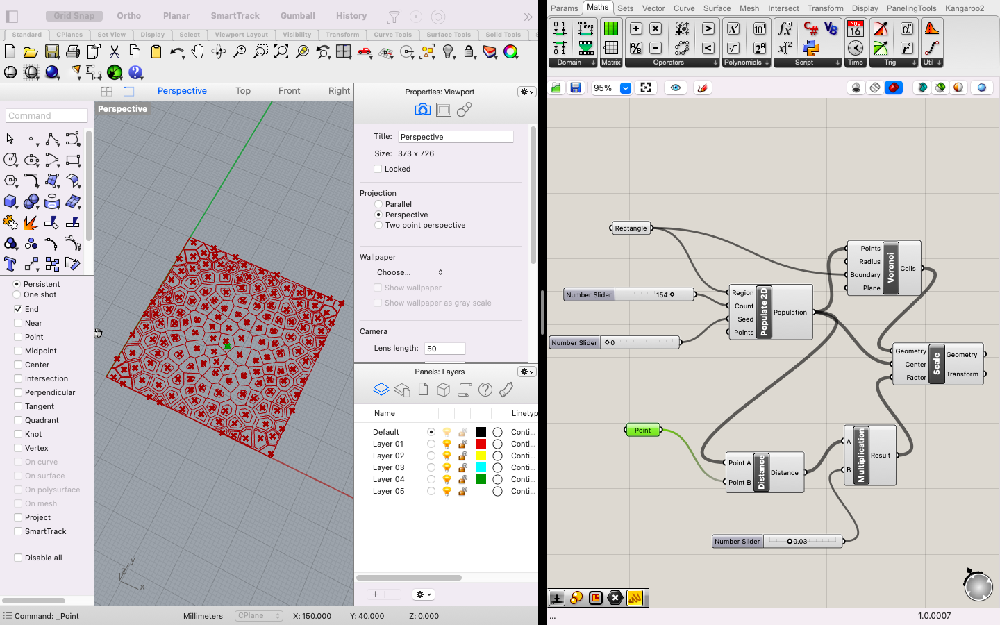 Grid Snap Ortho Planar SmartTrack Gumball History
Standard CPlanes Set View Display Select Viewport Layout Visibility Transform Curve Tools Surface Tools Solid Tools
Perspective Top Front Right
Command
Perspective
Persistent
One shot
End
Near
Point
Midpoint
Center
Intersection
Perpendicular
Tangent
Quadrant
Knot
Vertex
On curve
On surface
On polysurface
On mesh
Project
SmartTrack
Disable all
y
z
x
Properties: Viewport
Title: Perspective
Size: 373 x 726
Locked
Projection
Parallel
Perspective
Two point perspective
Wallpaper
Choose...
Show wallpaper
Show wallpaper as gray scale
Camera
Lens length: 50
Panels: Layers
Name Linetyp
Default Conti...
Layer 01 Conti...
Layer 02 Conti...
Layer 03 Conti...
Layer 04 Conti...
Layer 05 Conti...
Command: _Point Millimeters CPlane X: 150.000 Y: 40.000 Z: 0.000
Params Maths Sets Vector Curve Surface Mesh Intersect Transform Display PanelingTools Kangaroo2
Domain Matrix Operators Polynomials Script Time Trig Util
95%
Rectangle
Number Slider 154
Number Slider 0
Region
Count
Seed
Points
Populate 2D
Population
Points
Radius
Boundary
Plane
Voronoi
Cells
Geometry
Center
Factor
Scale
Geometry
Transform
Point
Point A
Point B
Distance
Distance
A
B
Multiplication
Result
Number Slider 0.03
...
1.0.0007